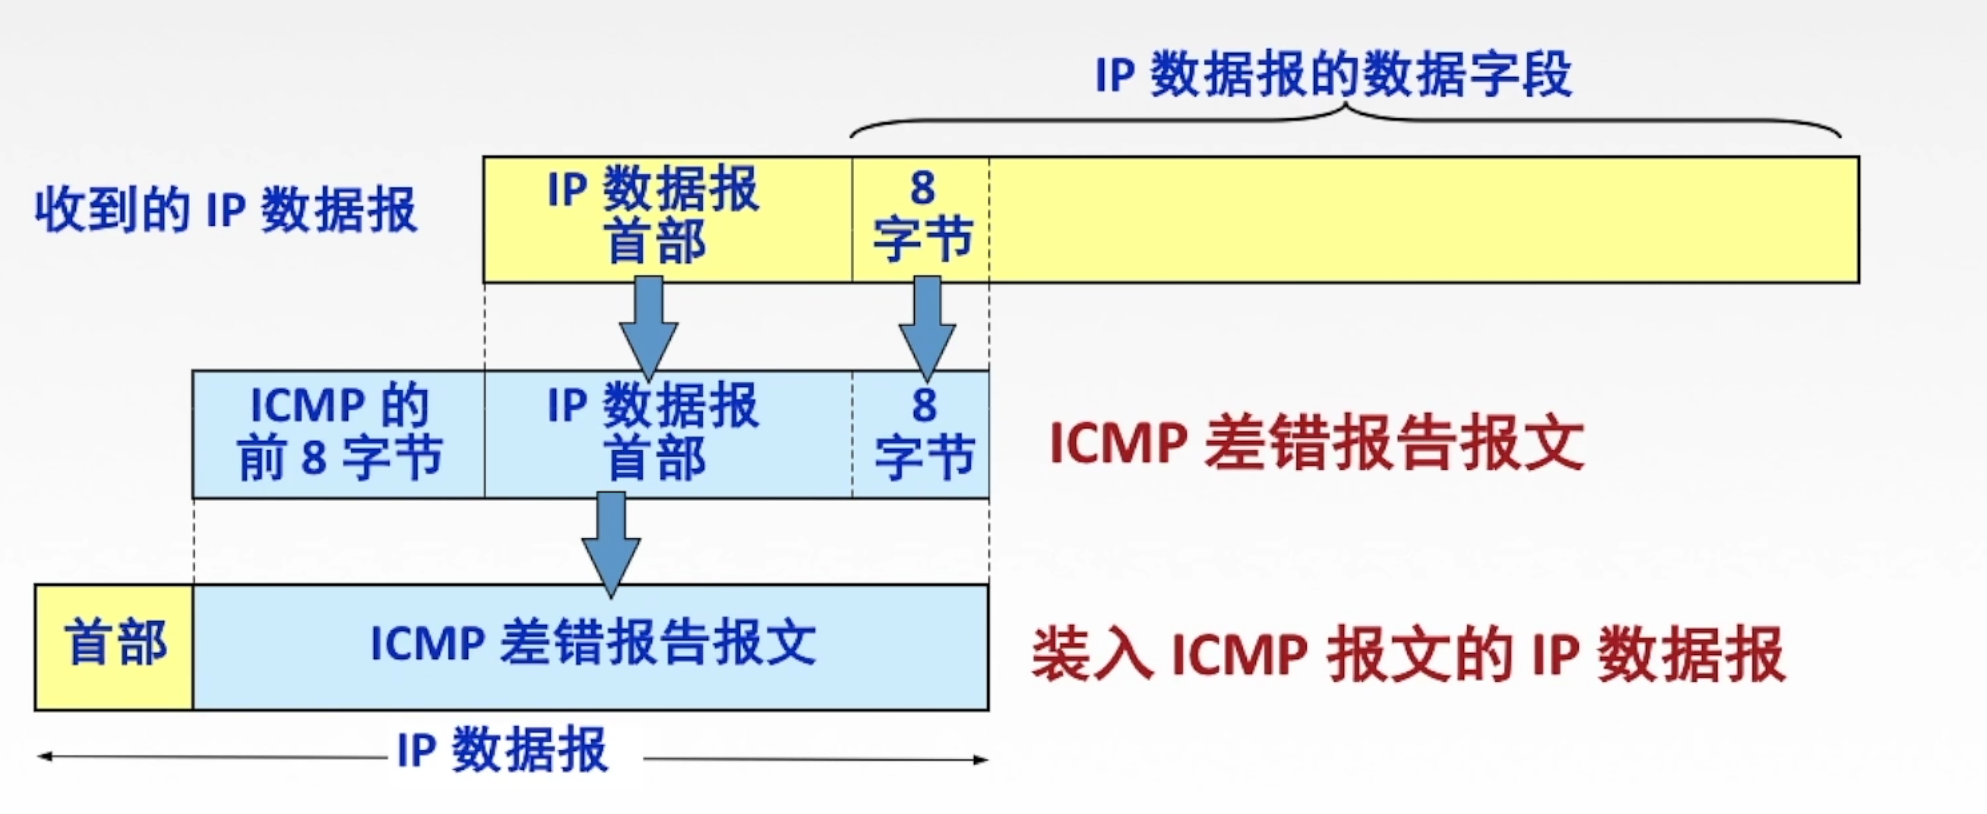 IP 数据报的数据字段
收到的 IP 数据报
IP 数据报
首部
8
字节
ICMP 的
前 8 字节
IP 数据报
首部
8
字节
ICMP 差错报告报文
首部
ICMP 差错报告报文
装入 ICMP 报文的 IP 数据报
IP 数据报